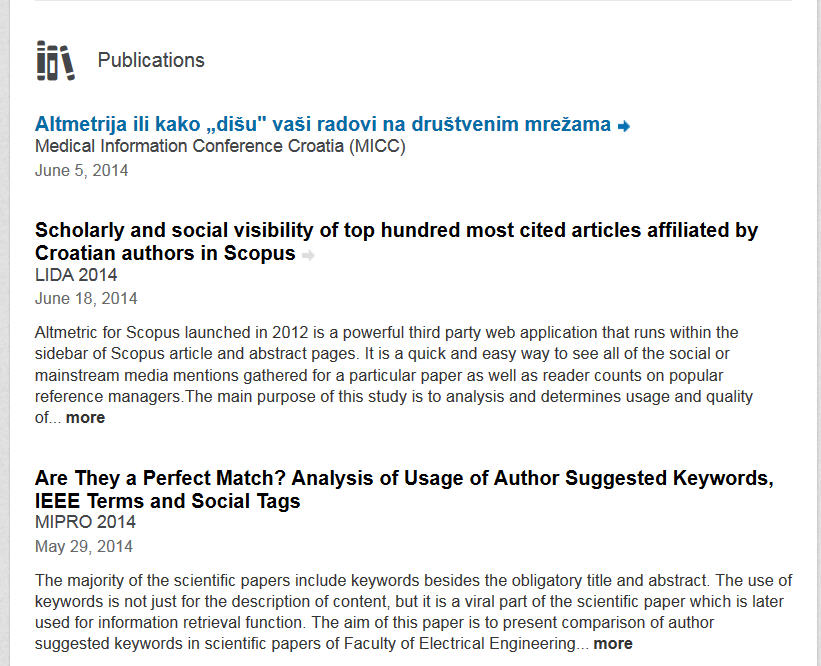 Publications
Altmetrija ili kako „dišu" vaši radovi na društvenim mrežama
Medical Information Conference Croatia (MICC)
June 5, 2014
Scholarly and social visibility of top hundred most cited articles affiliated by
Croatian authors in Scopus
LIDA 2014
June 18, 2014
Altmetric for Scopus launched in 2012 is a powerful third party web application that runs within the
sidebar of Scopus article and abstract pages. It is a quick and easy way to see all of the social or
mainstream media mentions gathered for a particular paper as well as reader counts on popular
reference managers.The main purpose of this study is to analysis and determines usage and quality
of... more
Are They a Perfect Match? Analysis of Usage of Author Suggested Keywords,
IEEE Terms and Social Tags
MIPRO 2014
May 29, 2014
The majority of the scientific papers include keywords besides the obligatory title and abstract. The use of
keywords is not just for the description of content, but it is a viral part of the scientific paper which is later
used for information retrieval function. The aim of this paper is to present comparison of author
suggested keywords in scientific papers of Faculty of Electrical Engineering... more